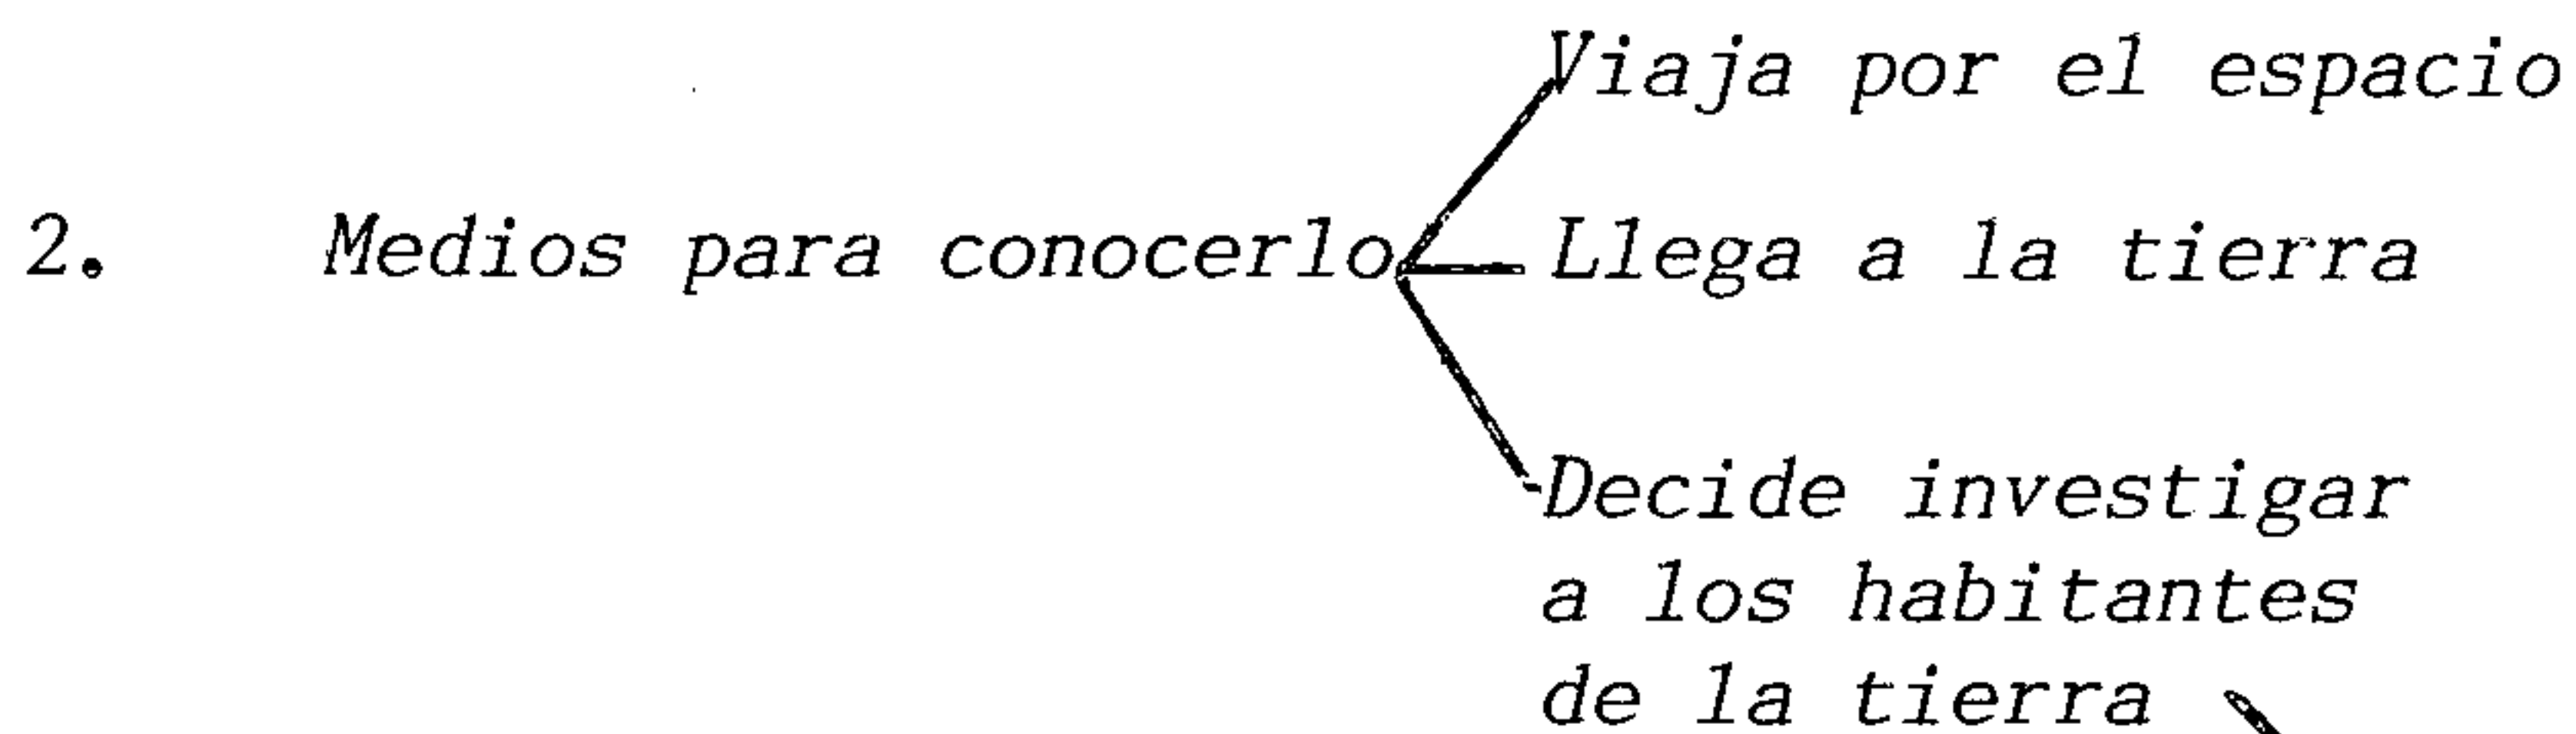 Viaja por el espacio
2. Medios para conocerlo Llega a la tierra
Decide investigar
a los habitantes
de la tierra